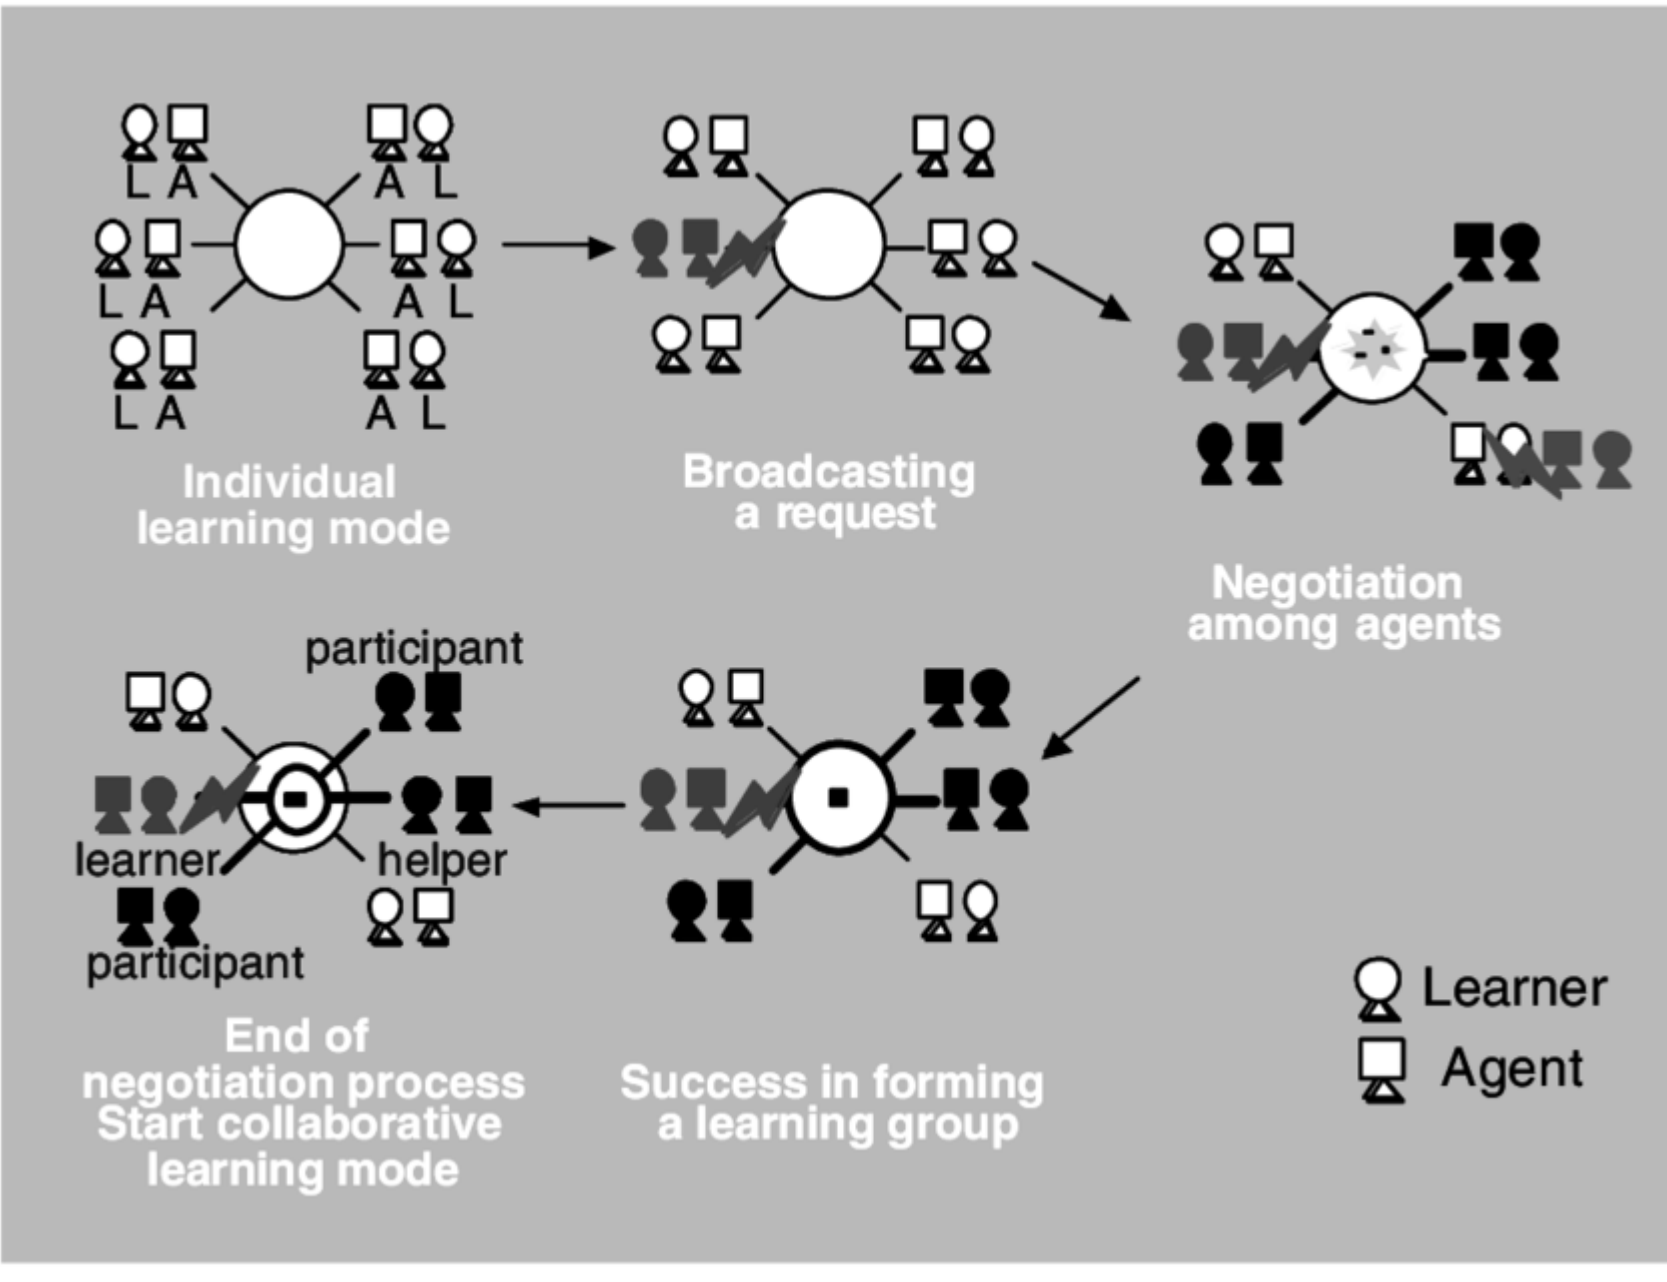 L A
A L
L A
A L
L A
A L
Individual
learning mode
Broadcasting
a request
Negotiation
among agents
participant
learner
helper
participant
End of
negotiation process
Start collaborative
learning mode
Success in forming
a learning group
Learner
Agent